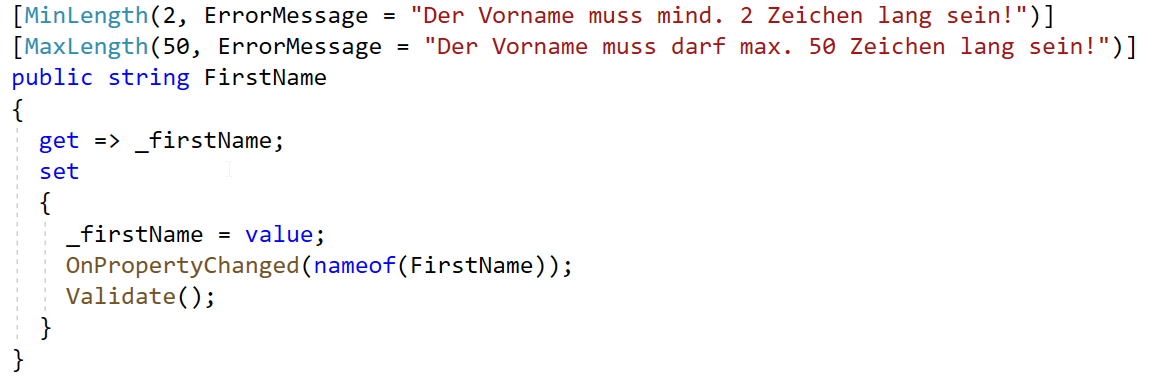 [MinLength(2, ErrorMessage = "Der Vorname muss mind. 2 Zeichen lang sein!")]
[MaxLength(50, ErrorMessage = "Der Vorname muss darf max. 50 Zeichen lang sein!")]
public string FirstName
{
get => _firstName;
set
{
_firstName = value;
OnPropertyChanged(nameof(FirstName));
Validate();
}
}